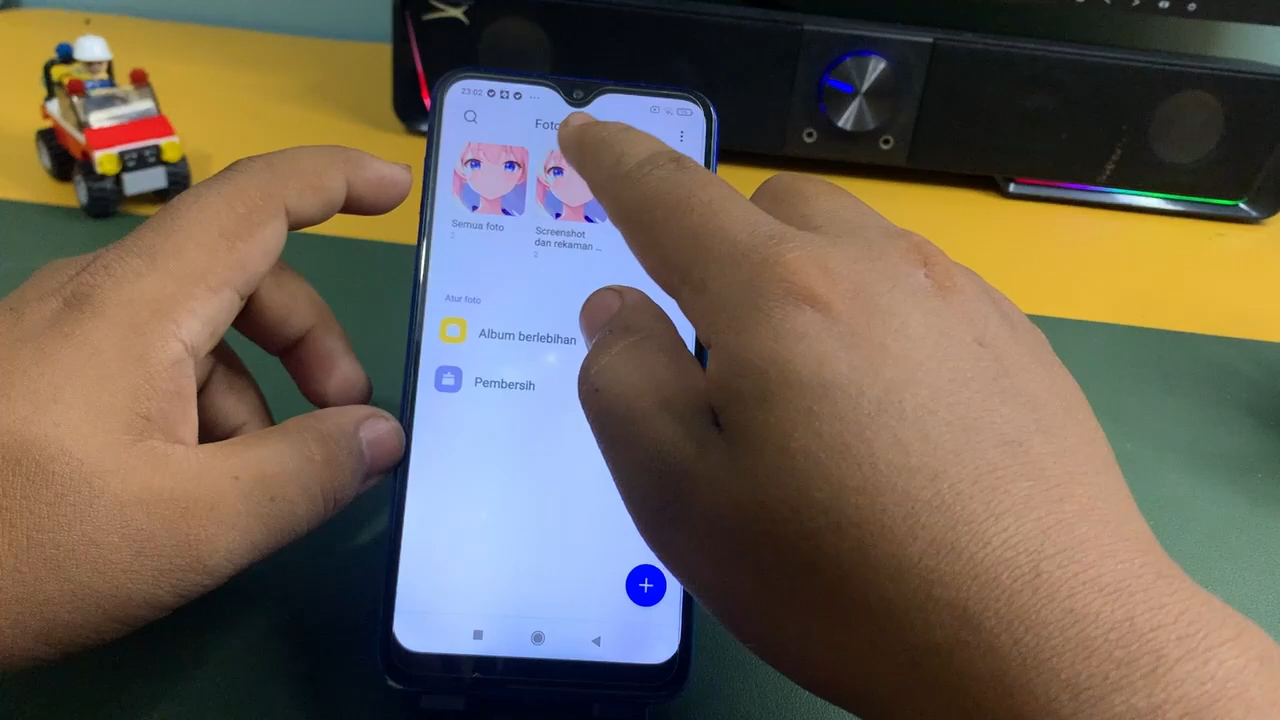 23:02
Foto
Semua foto
2
Screenshot
dan rekaman ...
2
Atur foto
Album berlebihan
Pembersih